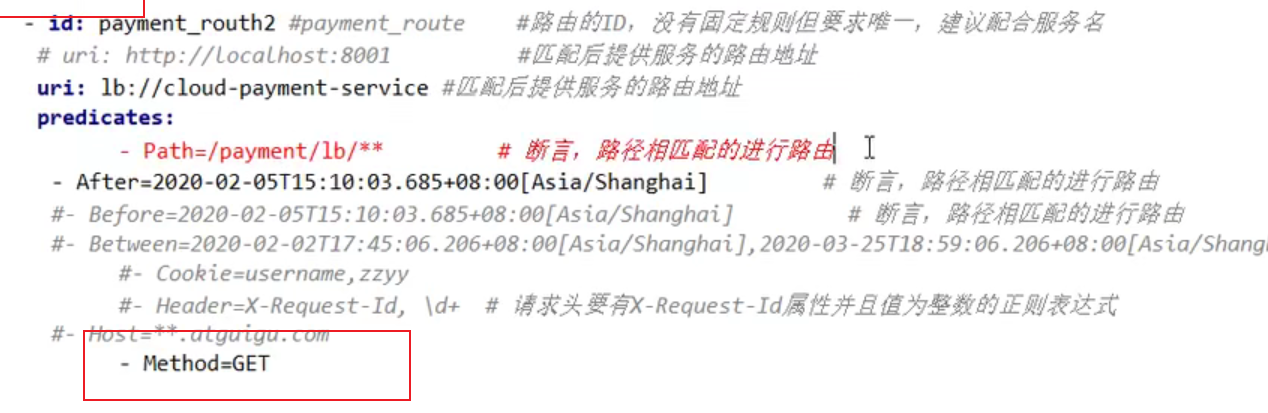 - id: payment_routh2 #payment_route #路由的ID，没有固定规则但要求唯一，建议配合服务名
# uri: http://localhost:8001 #匹配后提供服务的路由地址
uri: lb://cloud-payment-service #匹配后提供服务的路由地址
predicates:
- Path=/payment/lb/** # 断言，路径相匹配的进行路由
- After=2020-02-05T15:10:03.685+08:00[Asia/Shanghai] # 断言，路径相匹配的进行路由
#- Before=2020-02-05T15:10:03.685+08:00[Asia/Shanghai] # 断言，路径相匹配的进行路由
#- Between=2020-02-02T17:45:06.206+08:00[Asia/Shanghai],2020-03-25T18:59:06.206+08:00[Asia/Shang
#- Cookie=username,zzyy
#- Header=X-Request-Id, \d+ # 请求头要有X-Request-Id属性并且值为整数的正则表达式
#- Host=**.atguigu.com
- Method=GET